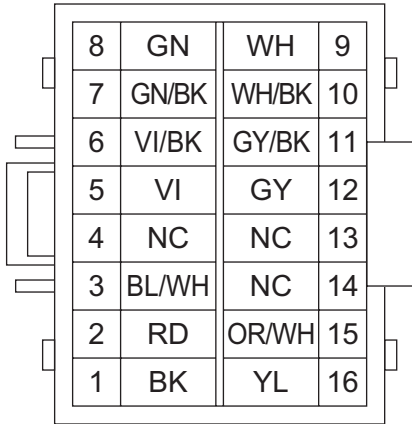 8 GN WH 9
7 GN/BK WH/BK 10
6 VI/BK GY/BK 11
5 VI GY 12
4 NC NC 13
3 BL/WH NC 14
2 RD OR/WH 15
1 BK YL 16